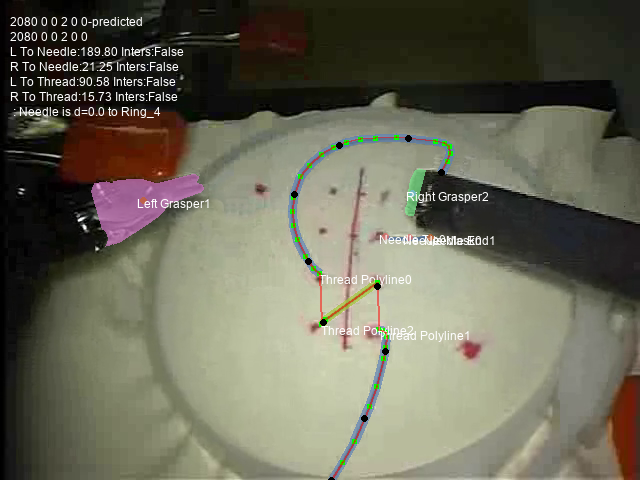 2080 0 0 2 0 0-predicted
2080 0 0 2 0 0
L To Needle:189.80 Inters:False
R To Needle:21.25 Inters:False
L To Thread:90.58 Inters:False
R To Thread:15.73 Inters:False
: Needle is d=0.0 to Ring_4
Left Grasper1
Right Grasper2
End1
Thread Polyline0
Thread Polyline2
Thread Polyline1